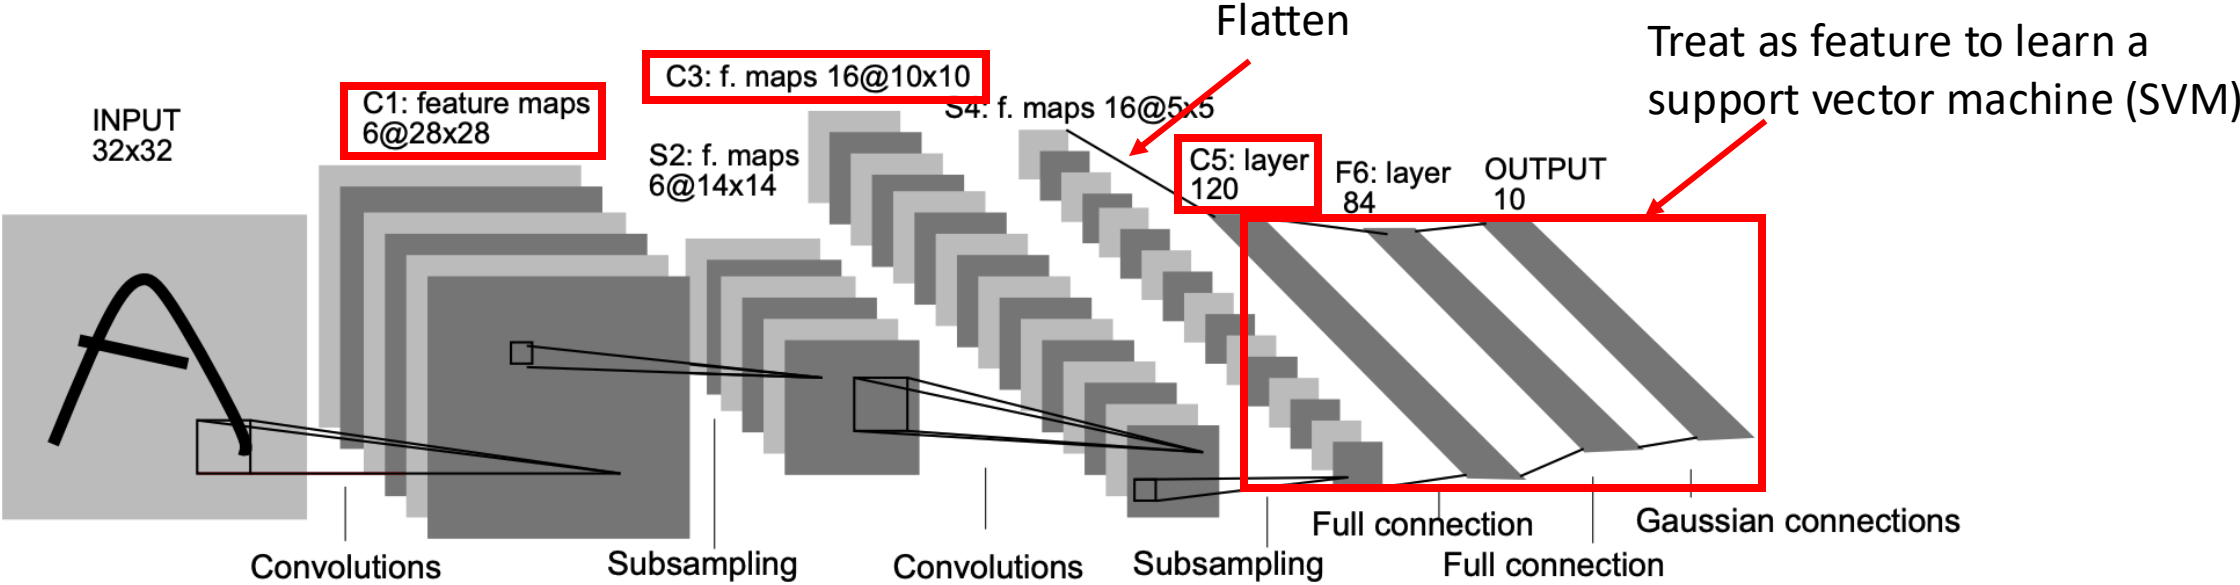 Flatten
Treat as feature to learn a
support vector machine (SVM)
C3: f. maps 16@10x10
C1: feature maps
6@28x28
INPUT
32x32
S4: f. maps 16@5x5
S2: f. maps
6@14x14
C5: layer
120
F6: layer
84
OUTPUT
10
Convolutions
Subsampling
Convolutions
Subsampling
Full connection
Full connection
Gaussian connections